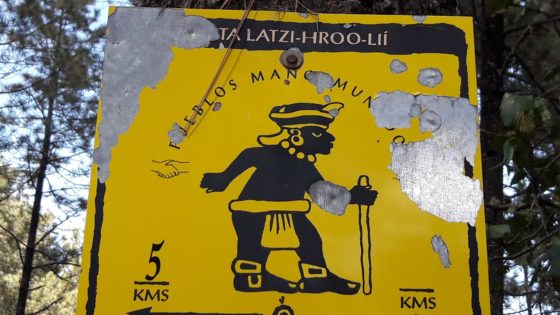 TA LATZI-HROO-LIÍ
PUEBLOS MANCOMUN
5
KMS
KMS